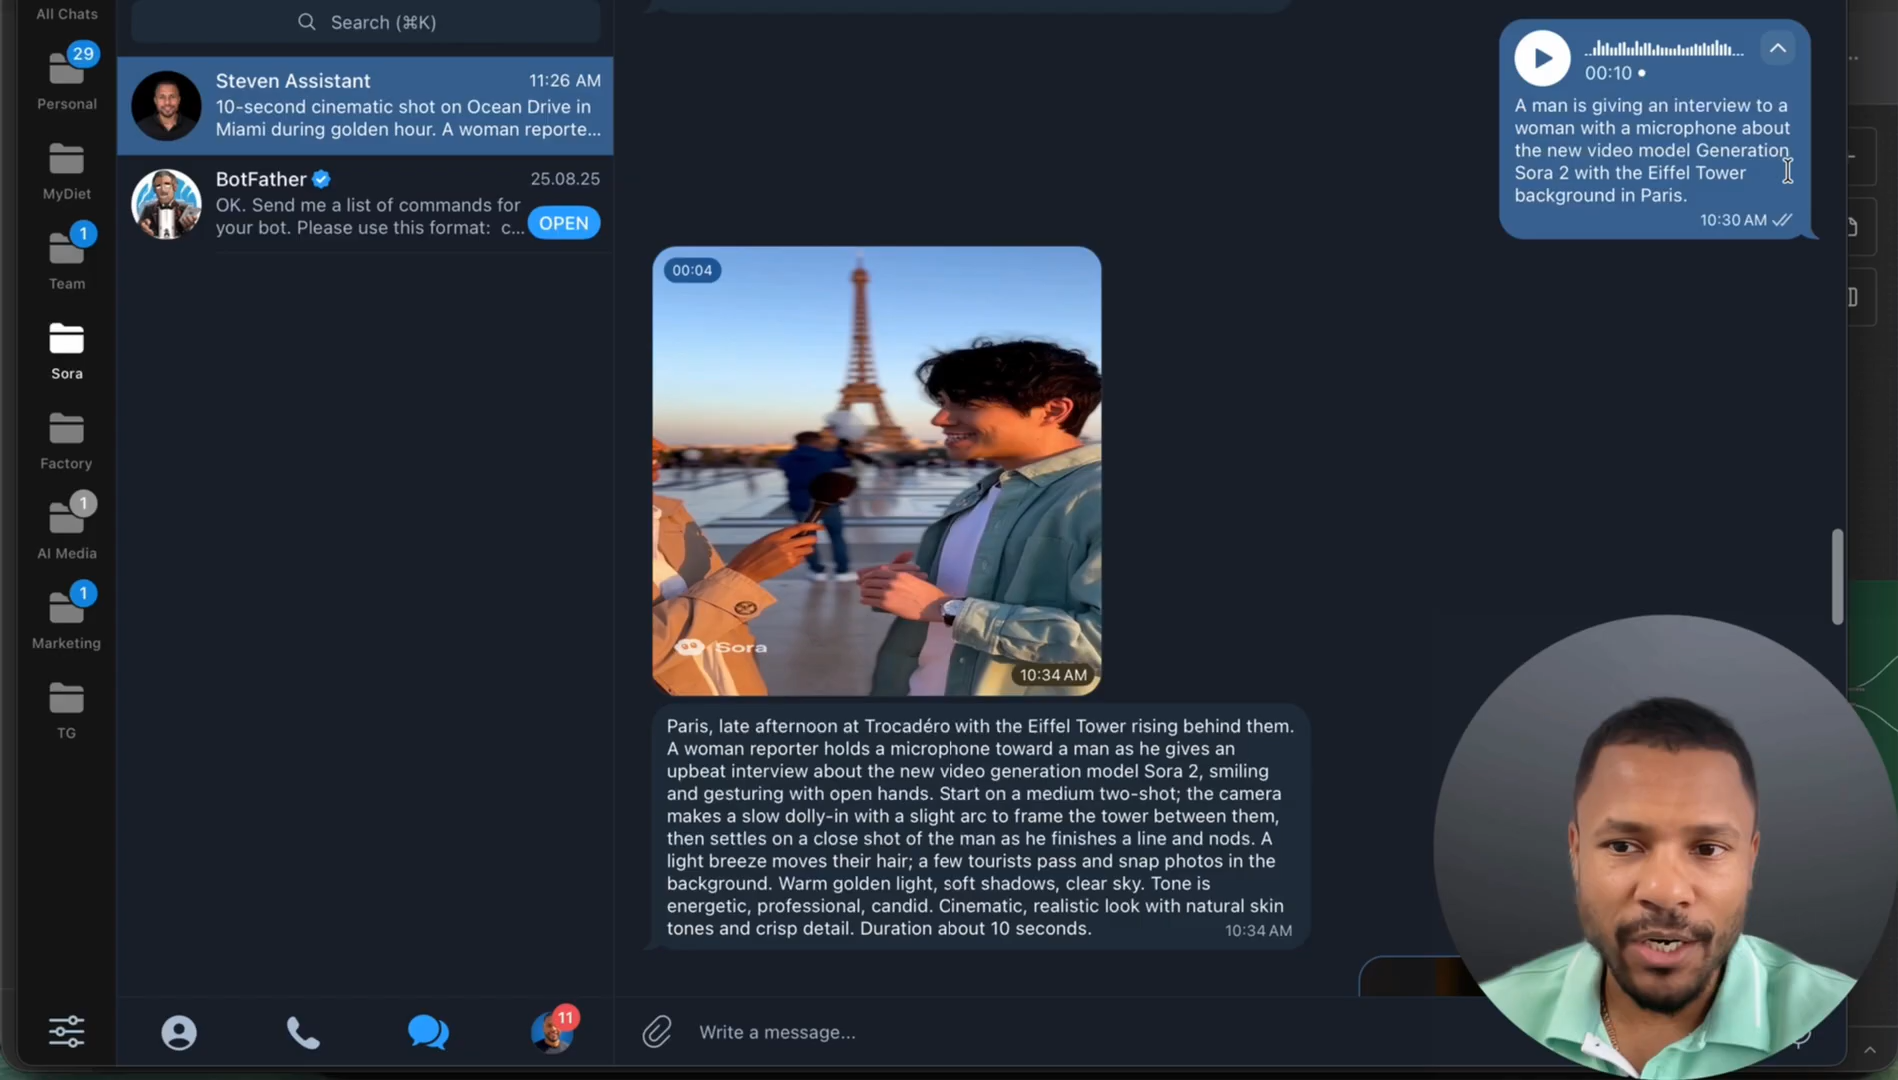 All Chats
29
Personal
MyDiet
1
Team
Sora
Factory
1
AI Media
1
Marketing
TG
Search (⌘K)
Steven Assistant
11:26 AM
10-second cinematic shot on Ocean Drive in
Miami during golden hour. A woman reporte...
BotFather
25.08.25
OK. Send me a list of commands for
your bot. Please use this format: c...
OPEN
11
00:10
A man is giving an interview to a
woman with a microphone about
the new video model Generation
Sora 2 with the Eiffel Tower
background in Paris.
10:30 AM
00:04
Sora
10:34 AM
Paris, late afternoon at Trocadéro with the Eiffel Tower rising behind them.
A woman reporter holds a microphone toward a man as he gives an
upbeat interview about the new video generation model Sora 2, smiling
and gesturing with open hands. Start on a medium two-shot; the camera
makes a slow dolly-in with a slight arc to frame the tower between them,
then settles on a close shot of the man as he finishes a line and nods. A
light breeze moves their hair; a few tourists pass and snap photos in the
background. Warm golden light, soft shadows, clear sky. Tone is
energetic, professional, candid. Cinematic, realistic look with natural skin
tones and crisp detail. Duration about 10 seconds.
10:34 AM
Write a message...